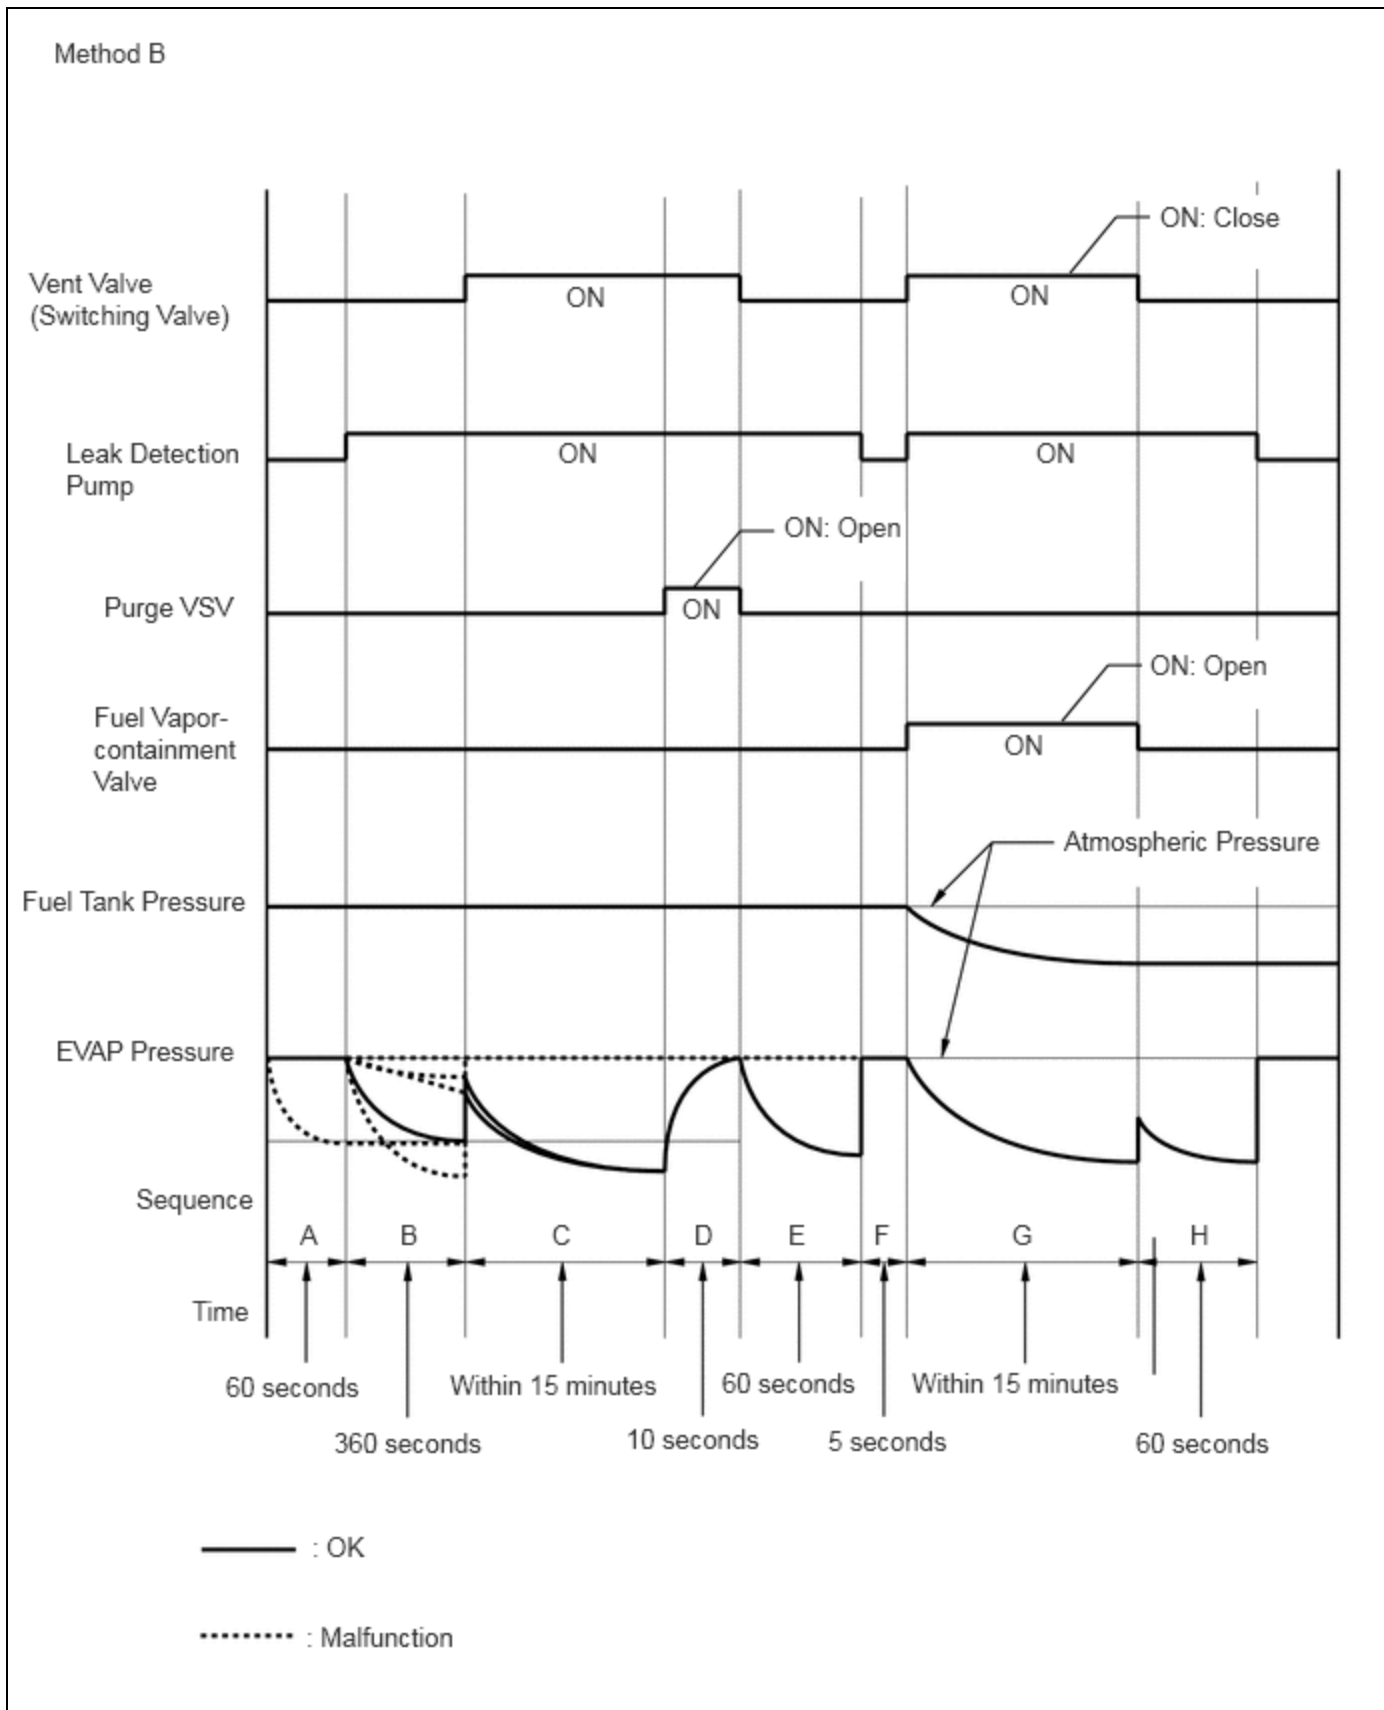 Method B
ON: Close
Vent Valve
(Switching Valve)
ON
ON
Leak Detection
Pump
ON
ON
ON: Open
Purge VSV
ON
ON: Open
Fuel Vapor-
containment
Valve
ON
Atmospheric Pressure
Fuel Tank Pressure
EVAP Pressure
Sequence
A B C D E F G H
Time
60 seconds
Within 15 minutes
60 seconds
Within 15 minutes
360 seconds
10 seconds
5 seconds
60 seconds
: OK
: Malfunction